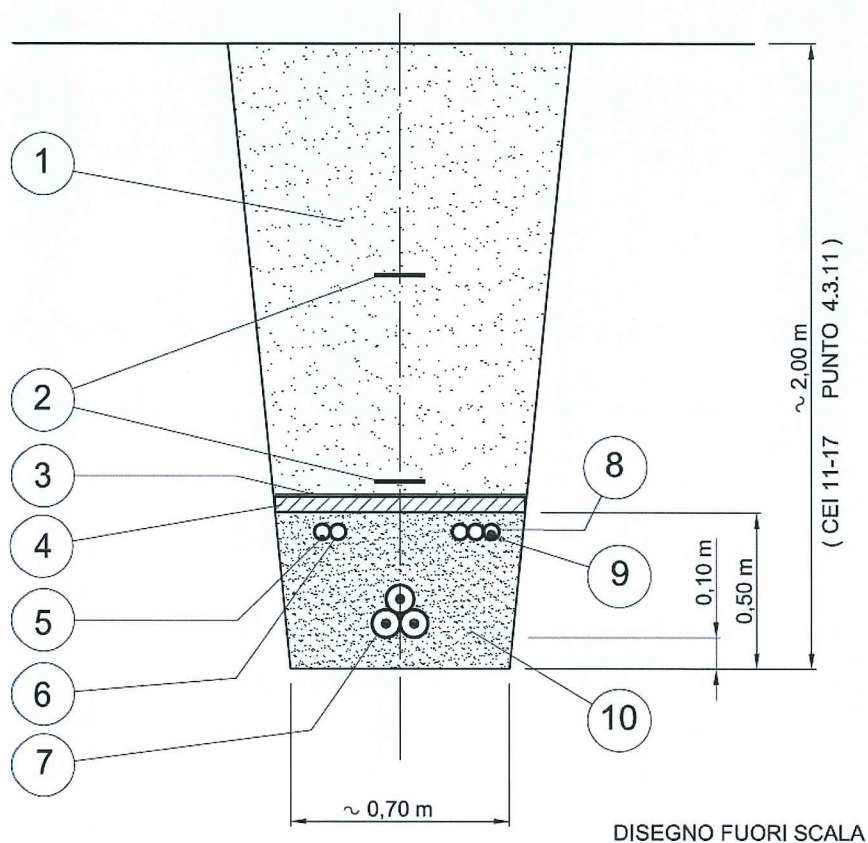 1
2
3
4
5
6
7
8
9
10
~ 2,00 m
( CEI 11-17 PUNTO 4.3.11 )
0,10 m
0,50 m
~ 0,70 m
DISEGNO FUORI SCALA